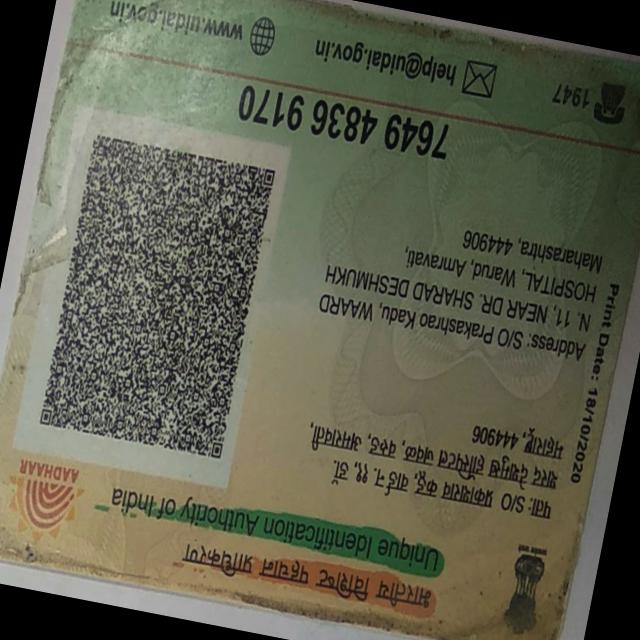 भारतीय विशिष्ट पहचान प्राधिकरण
Unique Identification Authority of India
AADHAAR
पता: S/O प्रकाशराव कडू, वार्ड न ११, डॉ.
शरद देशमुख हॉस्पिटल जवळ, वरुड, अमरावती,
महाराष्ट्र, 444906
Address: S/O Prakashrao Kadu, WAARD
N. 11, NEAR DR. SHARAD DESHMUKH
HOSPITAL, Warud, Amravati,
Maharashtra, 444906
Print Date: 18/10/2020
7649 4836 9170
1947
help@uidai.gov.in
www.uidai.gov.in